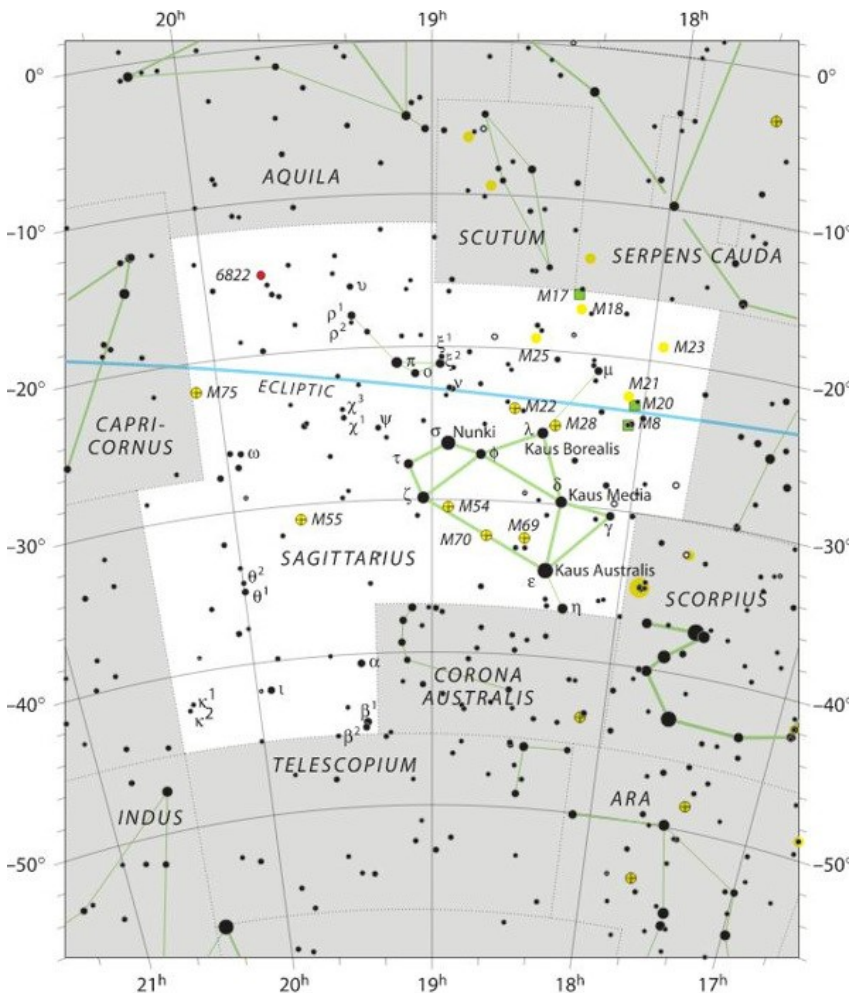 20h 19h 18h
0° 0°
AQUILA
–10° –10°
SCUTUM
SERPENS CAUDA
6822
υ
M17
M18
ρ1
ρ2
ξ1
ξ2
M25
M23
π
ο
μ
–20° –20°
ECLIPTIC
ν
M21
M75
M22
M20
χ3
χ1
ψ
M28
M8
CAPRI-
CORNUS
σ Nunki
λ
Kaus Borealis
ω
τ
φ
δ
ζ
Kaus Media
M54
γ
M55
M69
M70
–30° –30°
SAGITTARIUS
Kaus Australis
ε
θ2
θ1
η
SCORPIUS
α
CORONA
AUSTRALIS
–40° –40°
κ1
κ2
ι
β1
β2
TELESCOPIUM
INDUS
ARA
–50° –50°
21h 20h 19h 18h 17h